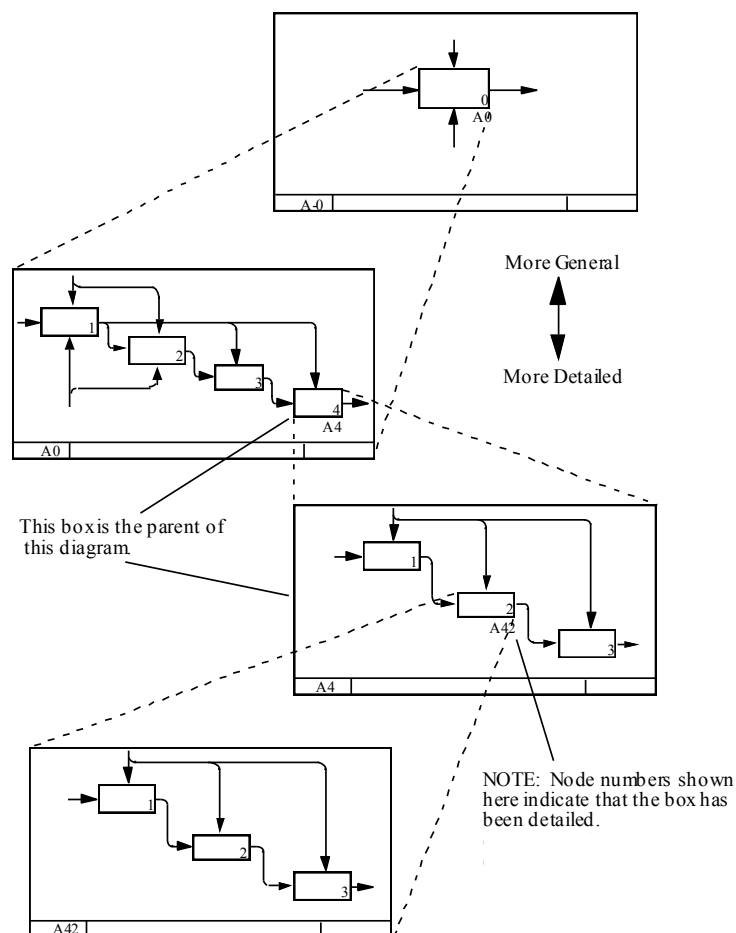 0
A0
A-0
More General
More Detailed
1
2
3
4
A4
A0
This box is the parent of
this diagram.
1
2
A42
3
A4
NOTE: Node numbers shown
here indicate that the box has
been detailed.
1
2
3
A42